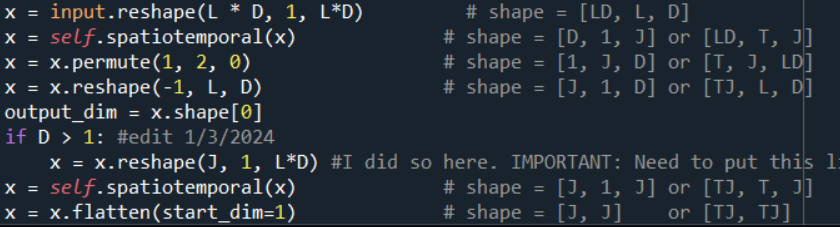 x = input.reshape(L * D, 1, L*D) # shape = [LD, L, D]
x = self.spatiotemporal(x) # shape = [D, 1, J] or [LD, T, J]
x = x.permute(1, 2, 0) # shape = [1, J, D] or [T, J, LD]
x = x.reshape(-1, L, D) # shape = [J, 1, D] or [TJ, L, D]
output_dim = x.shape[0]
if D > 1: #edit 1/3/2024
x = x.reshape(J, 1, L*D) #I did so here. IMPORTANT: Need to put this
x = self.spatiotemporal(x) # shape = [J, 1, J] or [TJ, T, J]
x = x.flatten(start_dim=1) # shape = [J, J] or [TJ, TJ]